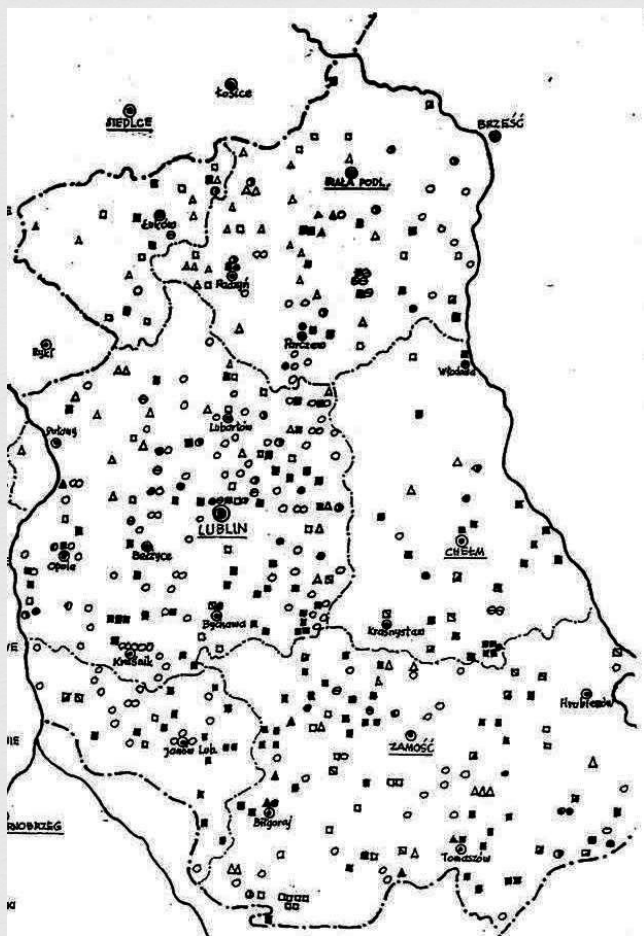 Łosice
SIEDLCE
BRZEŚĆ
BIAŁA PODL.
Łuków
Radzyń
Ryki
Parczew
Włodawa
Lubartów
Puławy
LUBLIN
Bełżyce
CHEŁM
Opole
Bychawa
Krasnystaw
Kraśnik
Hrubieszów
ZAMOŚĆ
Janów Lub.
Biłgoraj
RNOBRZEG
Tomaszów